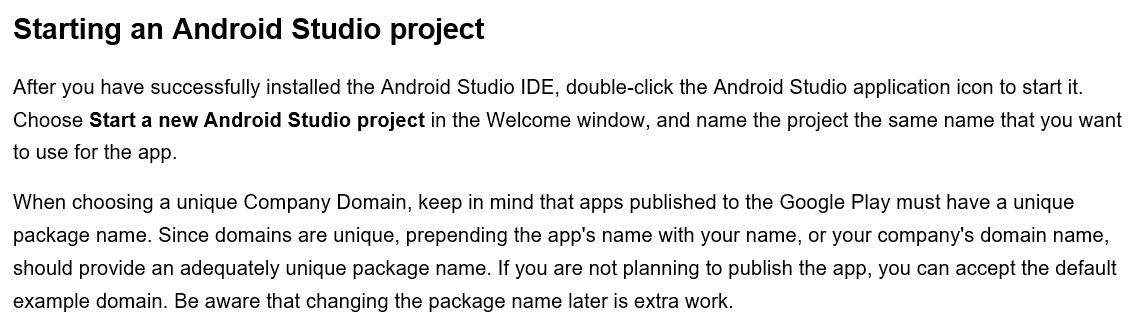 Starting an Android Studio project
After you have successfully installed the Android Studio IDE, double-click the Android Studio application icon to start it.
Choose Start a new Android Studio project in the Welcome window, and name the project the same name that you want
to use for the app.
When choosing a unique Company Domain, keep in mind that apps published to the Google Play must have a unique
package name. Since domains are unique, prepending the app's name with your name, or your company's domain name,
should provide an adequately unique package name. If you are not planning to publish the app, you can accept the default
example domain. Be aware that changing the package name later is extra work.